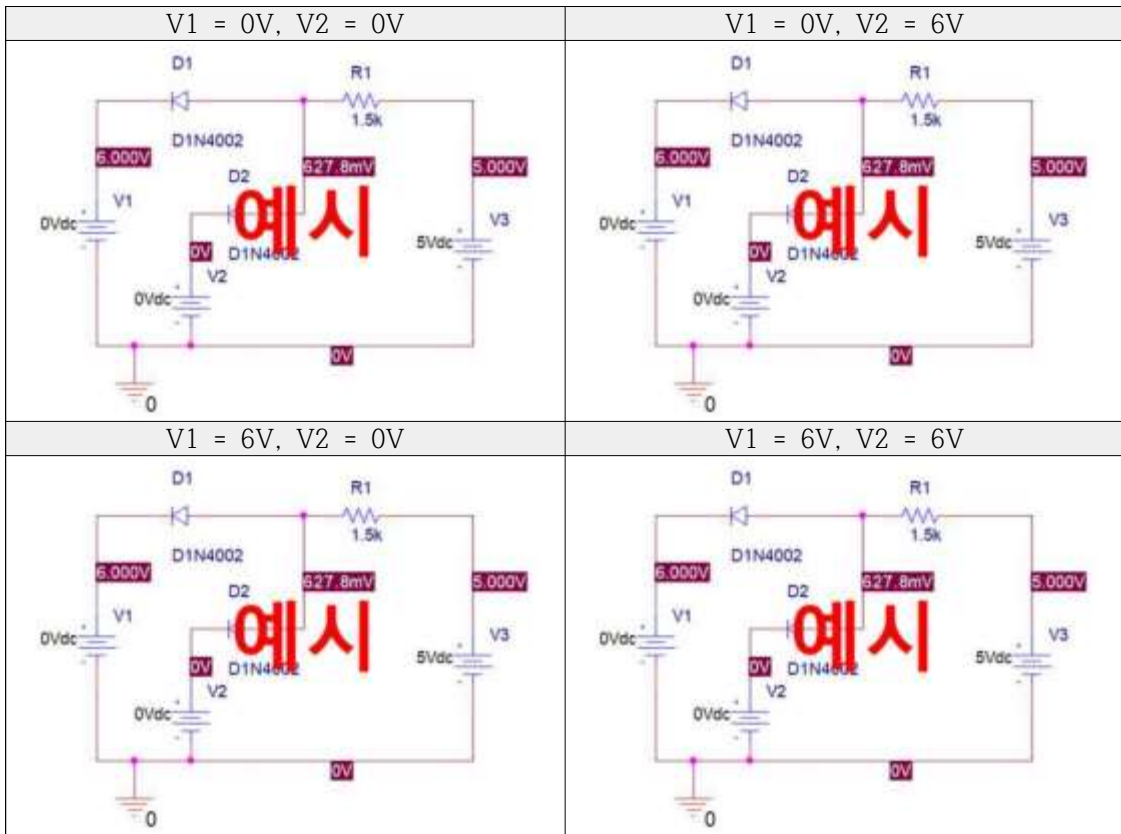 V1 = 0V, V2 = 0V
V1 = 0V, V2 = 6V
D1
R1
1.5k
D1N4002
6.000V
627.8mV
5.000V
D2
V1
0Vdc
예시
V3
5Vdc
0V
D1N4002
V2
0Vdc
0V
0
D1
R1
1.5k
D1N4002
6.000V
627.8mV
5.000V
D2
V1
0Vdc
예시
V3
5Vdc
0V
D1N4002
V2
0Vdc
0V
0
V1 = 6V, V2 = 0V
V1 = 6V, V2 = 6V
D1
R1
1.5k
D1N4002
6.000V
627.8mV
5.000V
D2
V1
0Vdc
예시
V3
5Vdc
0V
D1N4002
V2
0Vdc
0V
0
D1
R1
1.5k
D1N4002
6.000V
627.8mV
5.000V
D2
V1
0Vdc
예시
V3
5Vdc
0V
D1N4002
V2
0Vdc
0V
0